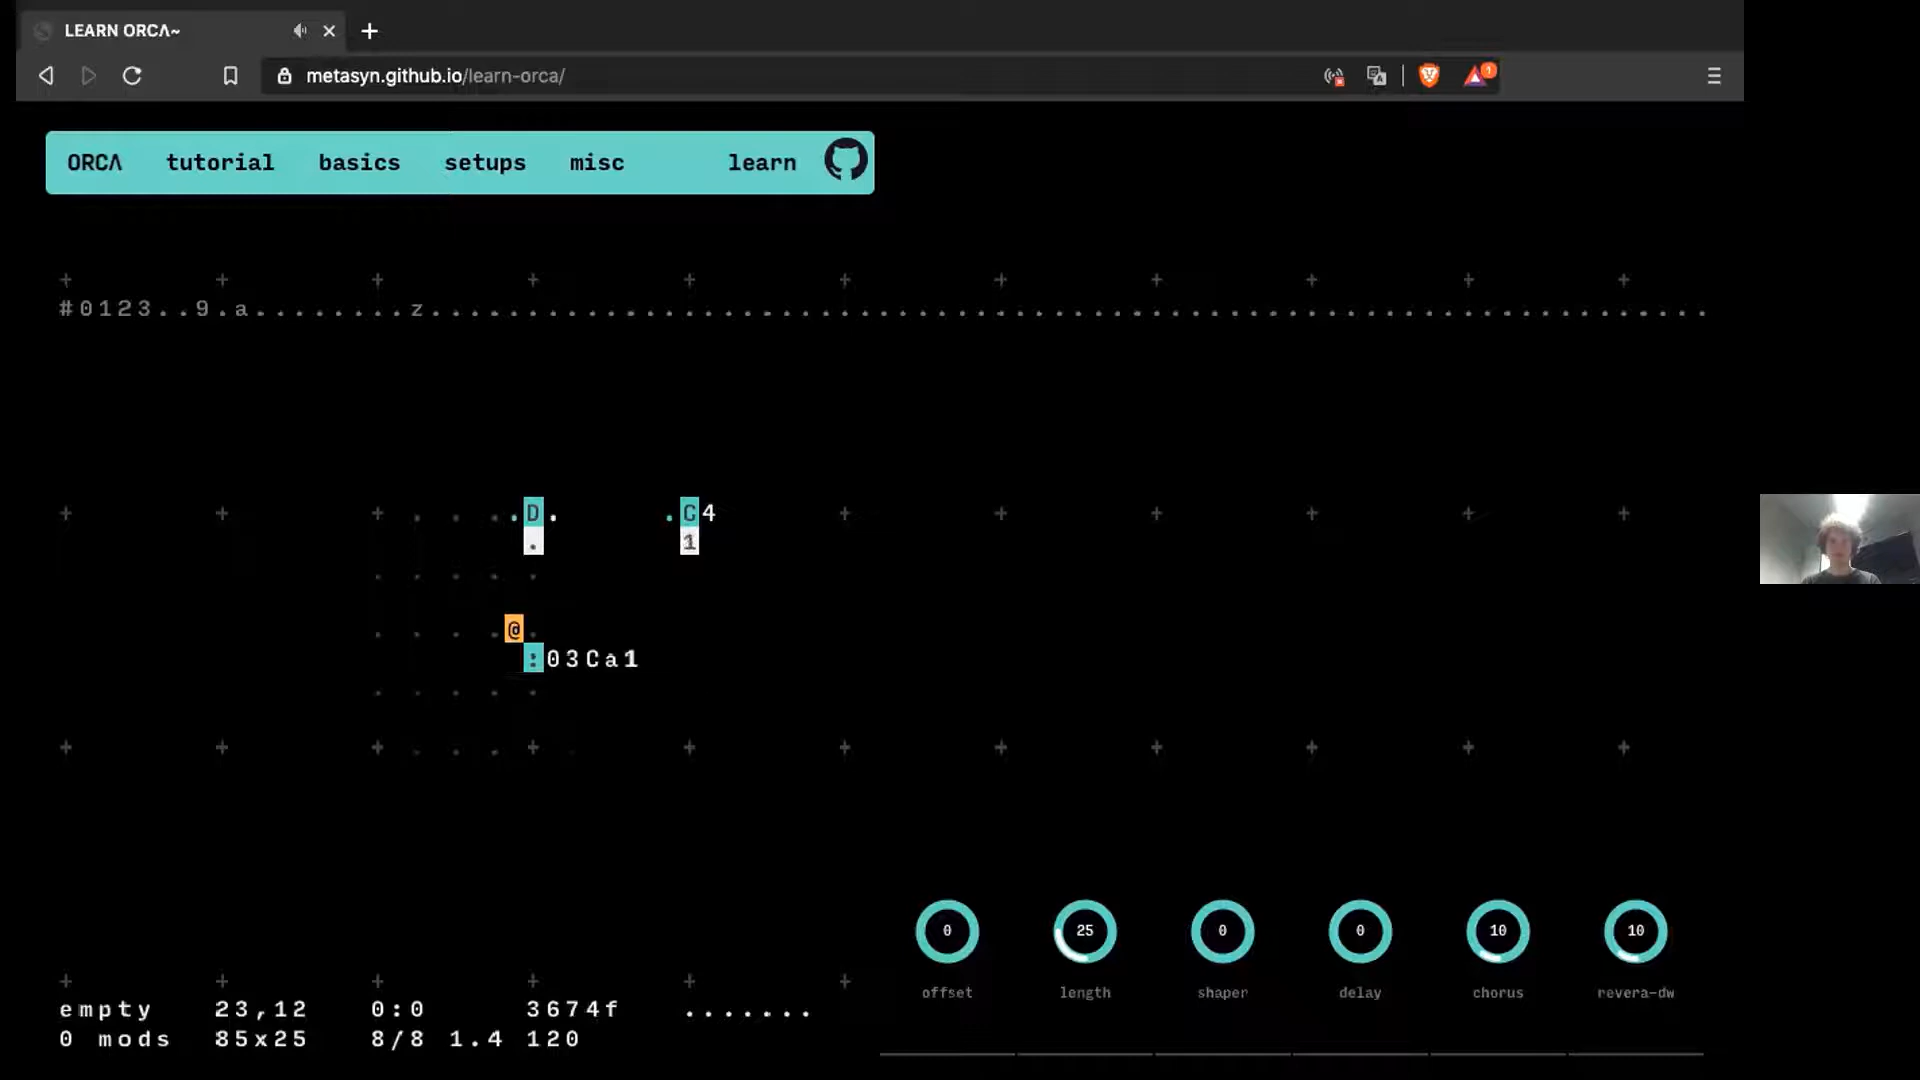 LEARN ORCΛ~
metasyn.github.io/learn-orca/
1
ORCΛ tutorial basics setups misc learn
+ + + + + + + + + + +
#0123..9.a........z..................................................................
+ + + . . . .D. .C4 + + + + + +
. 1
. . . . .
. . . .@.
:03Ca1
. . . . .
+ + + . . . + . + + + + + + +
0 25 0 0 10 10
offset length shaper delay chorus revera-dw
+ + + + + +
empty 23,12 0:0 3674f .......
0 mods 85x25 8/8 1.4 120